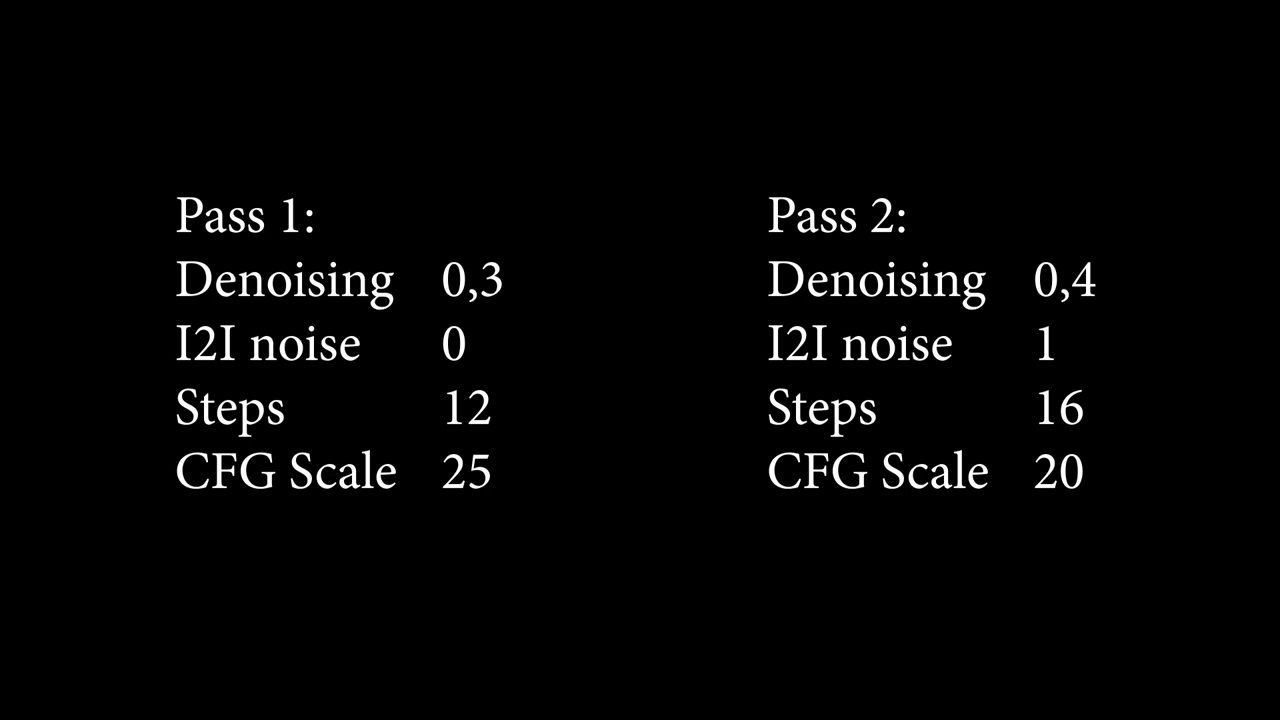 Pass 1:
Denoising 0,3
I2I noise 0
Steps 12
CFG Scale 25
Pass 2:
Denoising 0,4
I2I noise 1
Steps 16
CFG Scale 20